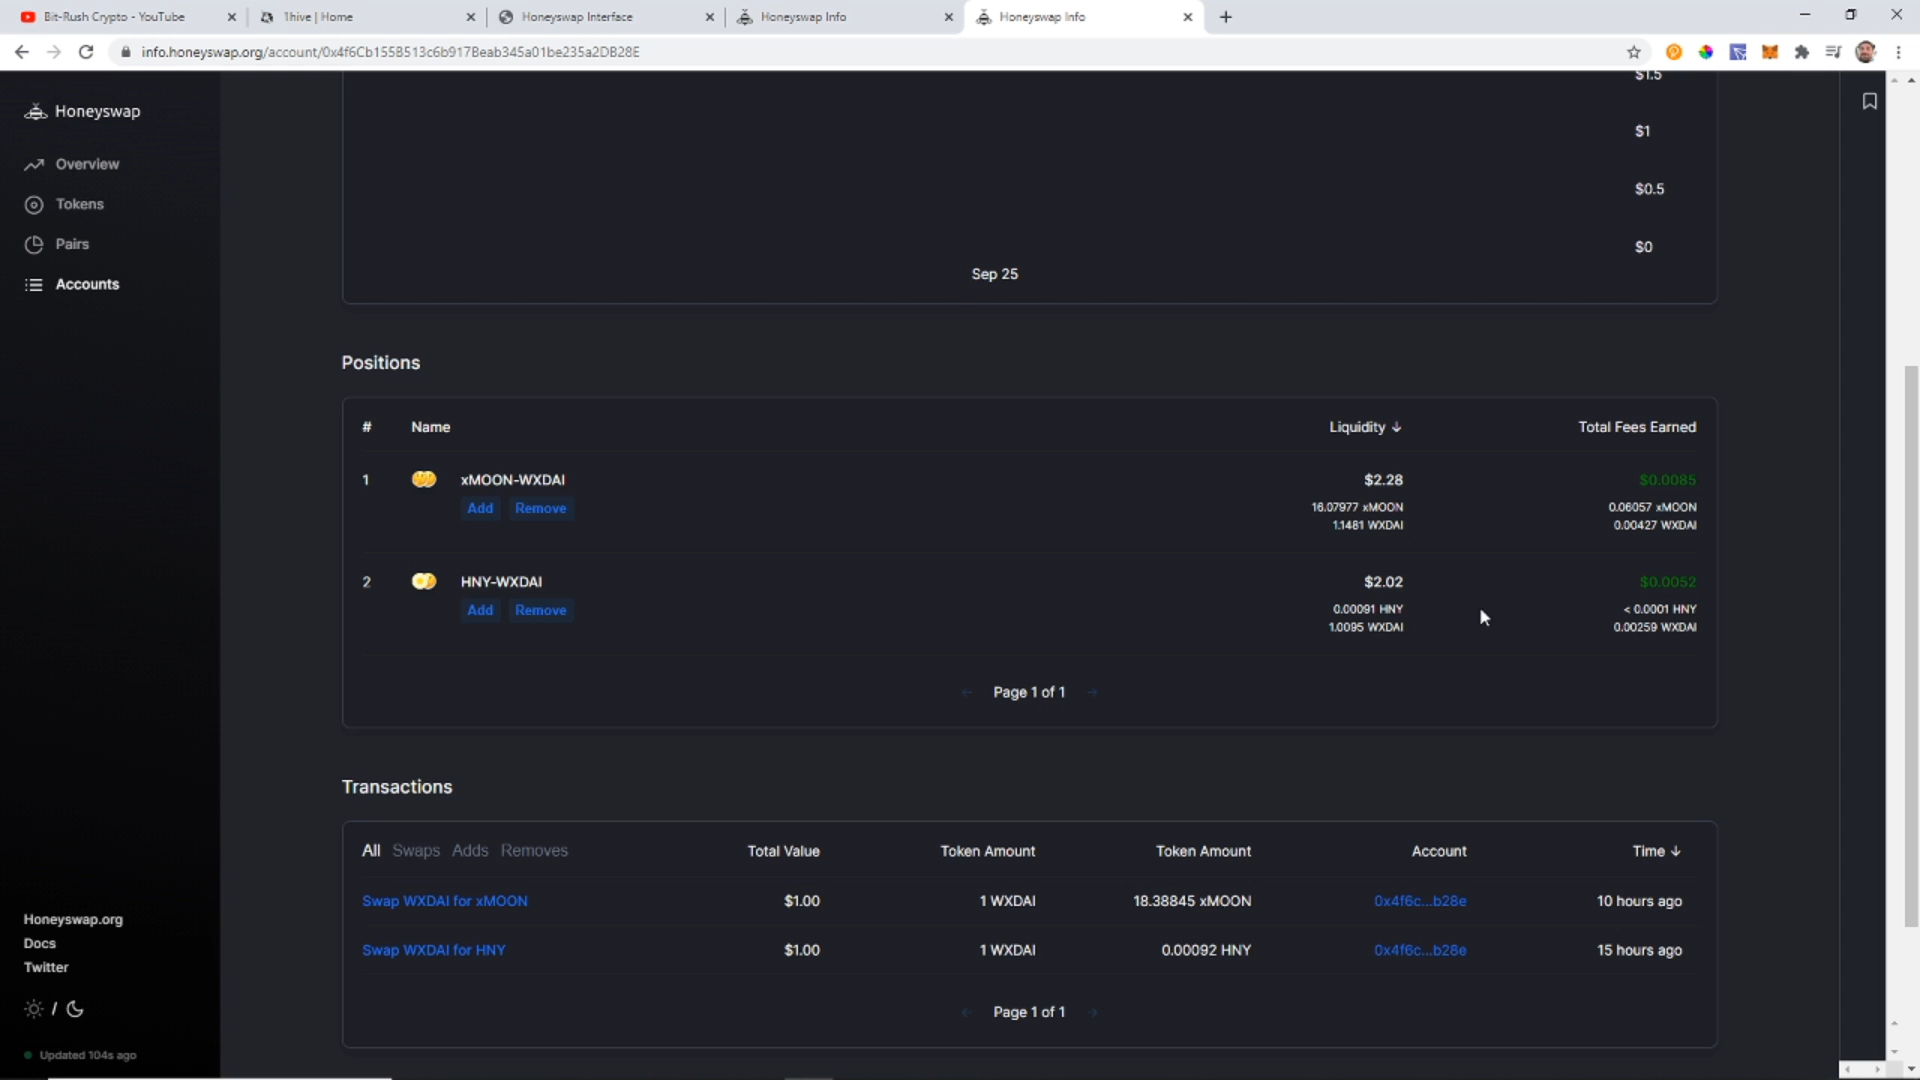 Bit-Rush Crypto - YouTube
1hive | Home
Honeyswap Interface
Honeyswap Info
Honeyswap Info
info.honeyswap.org/account/0x4f6Cb155B513c6b917Beab345a01be235a2DB28E
Honeyswap
Overview
Tokens
Pairs
Accounts
$1.5
$1
$0.5
$0
Sep 25
Positions
# Name Liquidity ↓ Total Fees Earned
1 xMOON-WXDAI $2.28 $0.0085
Add Remove 16.07977 xMOON 0.06057 xMOON
1.1481 WXDAI 0.00427 WXDAI
2 HNY-WXDAI $2.02 $0.0052
Add Remove 0.00091 HNY < 0.0001 HNY
1.0095 WXDAI 0.00259 WXDAI
← Page 1 of 1 →
Transactions
All Swaps Adds Removes Total Value Token Amount Token Amount Account Time ↓
Swap WXDAI for xMOON $1.00 1 WXDAI 18.38845 xMOON 0x4f6c...b28e 10 hours ago
Swap WXDAI for HNY $1.00 1 WXDAI 0.00092 HNY 0x4f6c...b28e 15 hours ago
← Page 1 of 1 →
Honeyswap.org
Docs
Twitter
/
Updated 104s ago